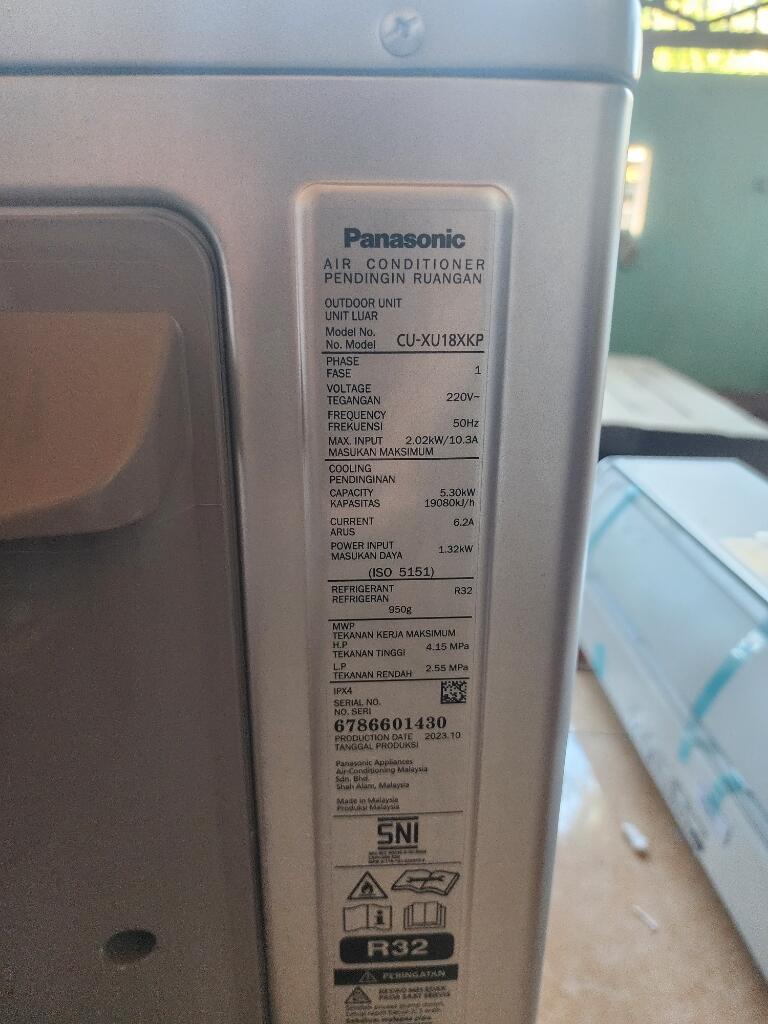 Panasonic
AIR CONDITIONER
PENDINGIN RUANGAN
OUTDOOR UNIT
UNIT LUAR
Model No.
No. Model CU-XU18XKP
PHASE
FASE 1
VOLTAGE
TEGANGAN 220V~
FREQUENCY
FREKUENSI 50Hz
MAX. INPUT 2.02kW/10.3A
MASUKAN MAKSIMUM
COOLING
PENDINGINAN
CAPACITY 5.30kW
KAPASITAS 19080kJ/h
CURRENT 6.2A
ARUS
POWER INPUT 1.32kW
MASUKAN DAYA
(ISO 5151)
REFRIGERANT R32
REFRIGERAN
950g
MWP
TEKANAN KERJA MAKSIMUM
H.P 4.15 MPa
TEKANAN TINGGI
L.P 2.55 MPa
TEKANAN RENDAH
IPX4
SERIAL NO.
NO. SERI
6786601430
PRODUCTION DATE 2023.10
TANGGAL PRODUKSI
Panasonic Appliances
Air-Conditioning Malaysia
Sdn. Bhd.
Shah Alam, Malaysia
Made in Malaysia
Produksi Malaysia
SNI
R32
PERINGATAN